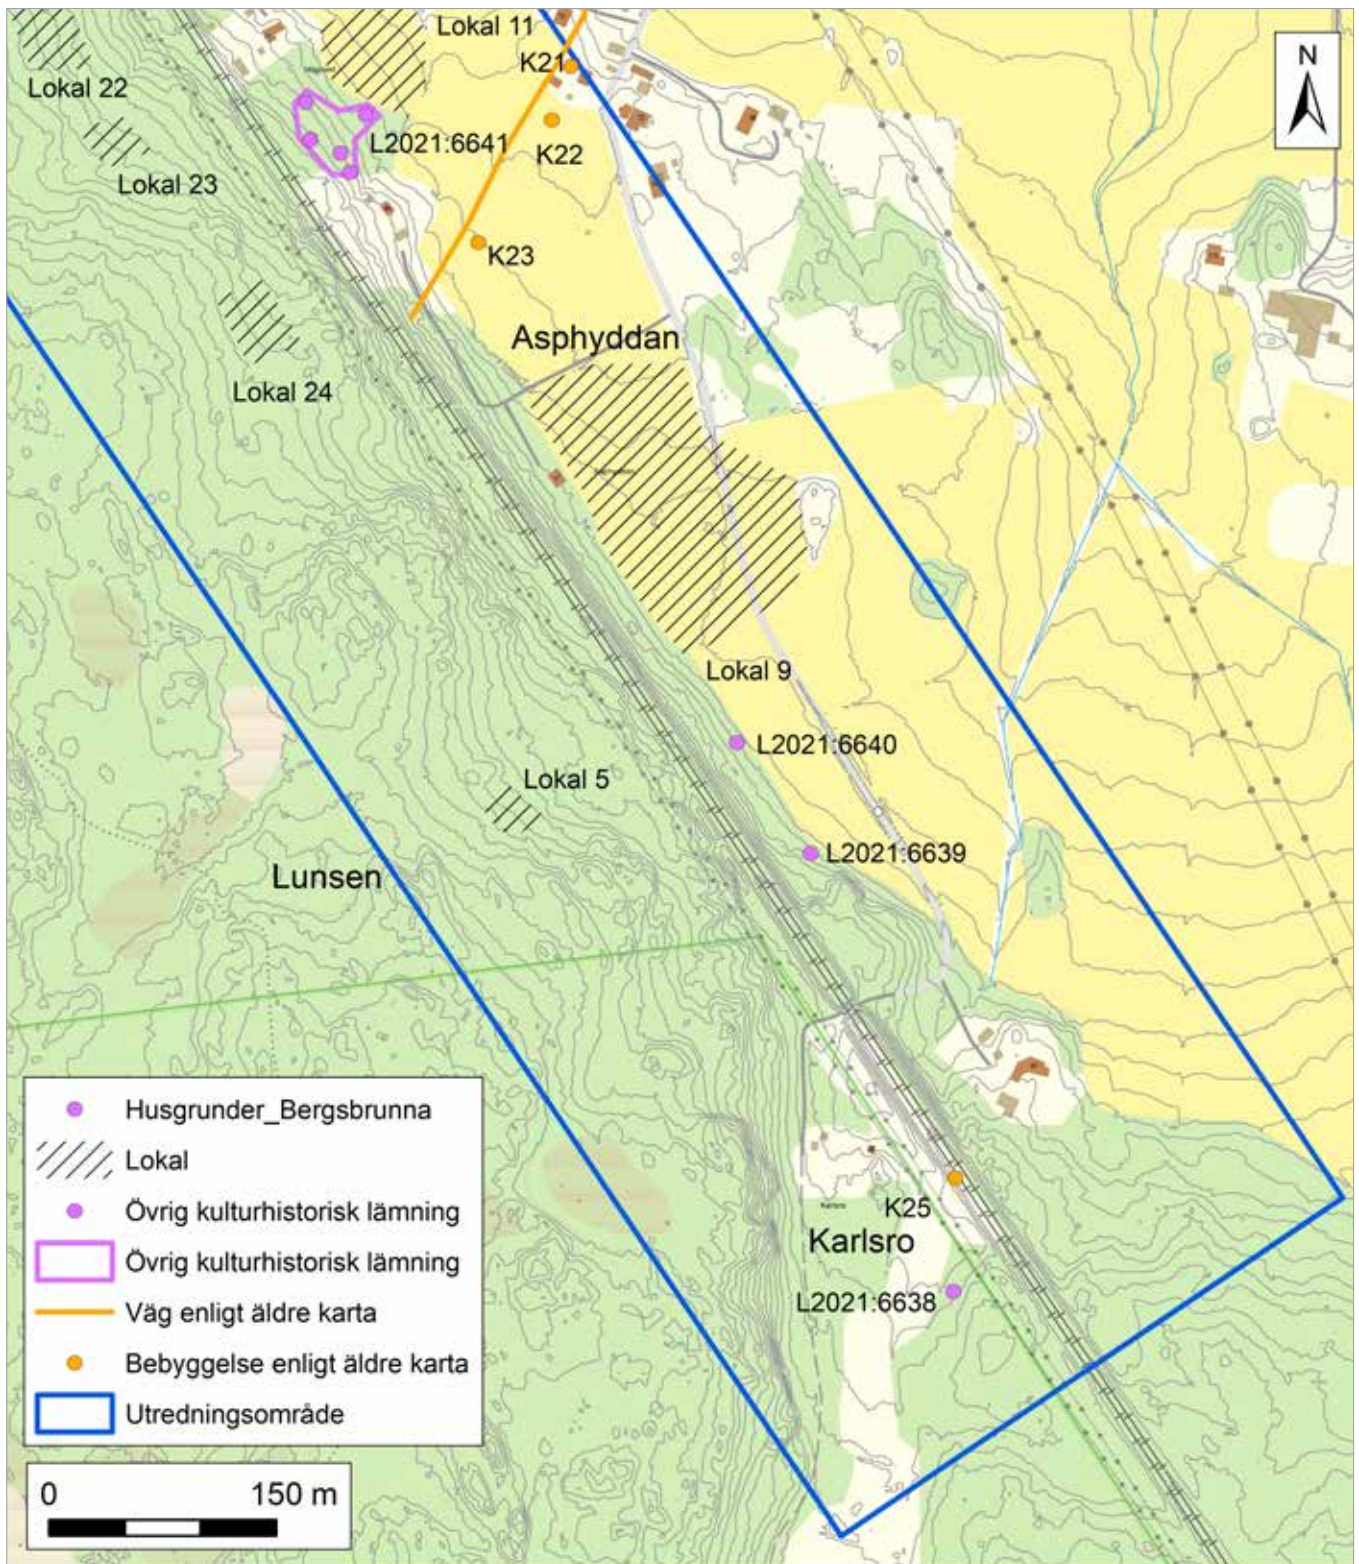 Lokal 11
N
K21
Lokal 22
L2021:6641
K22
Lokal 23
K23
Asphyddan
Lokal 24
Lokal 9
L2021:6640
Lokal 5
L2021:6639
Lunsen
K25
Karlsro
Karlsro
L2021:6638
Husgrunder_Bergsbrunna
Lokal
Övrig kulturhistorisk lämning
Övrig kulturhistorisk lämning
Väg enligt äldre karta
Bebyggelse enligt äldre karta
Utredningsområde
0 150 m